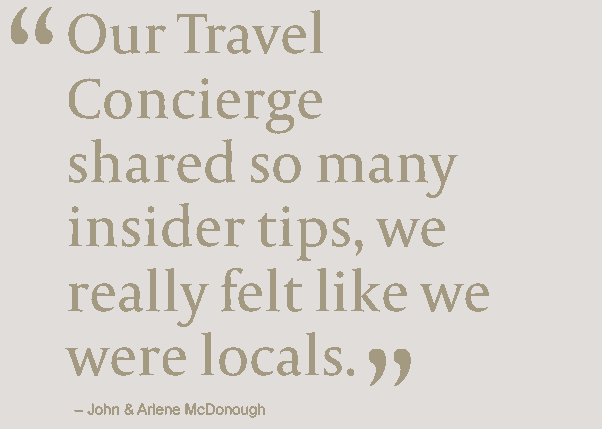 “Our Travel
Concierge
shared so many
insider tips, we
really felt like we
were locals.”
– John & Arlene McDonough